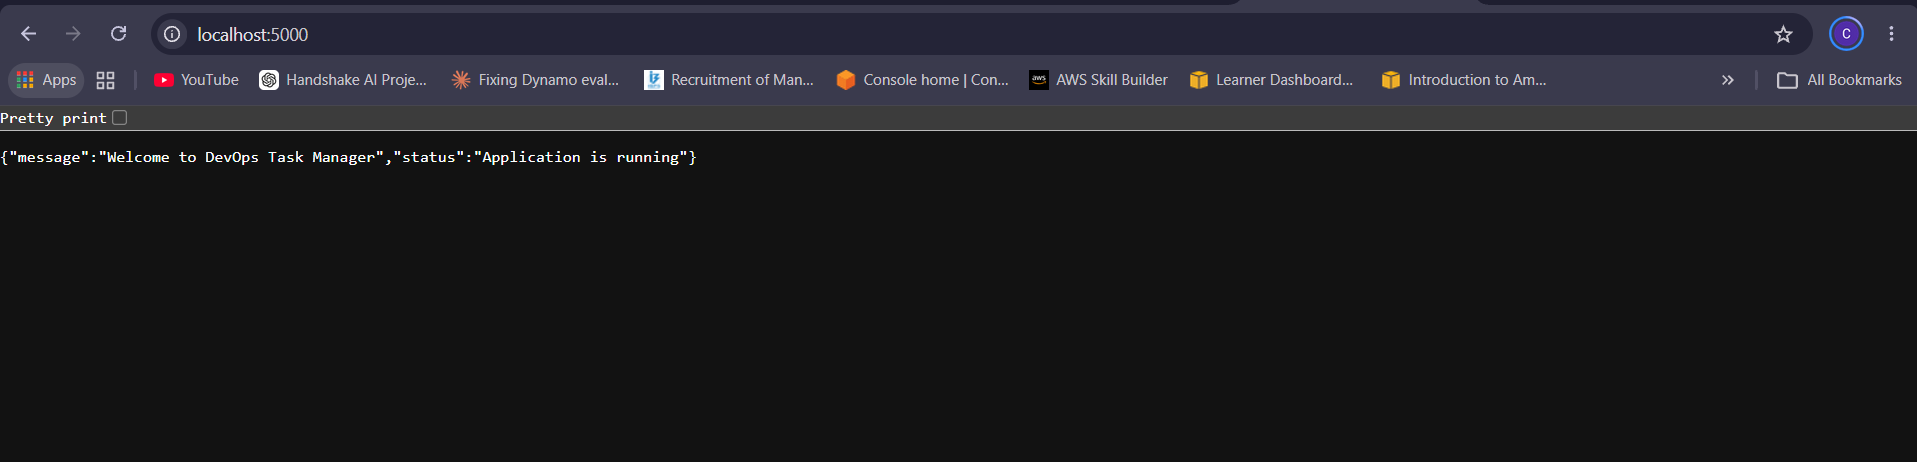 localhost:5000
C
Apps YouTube Handshake AI Proje... Fixing Dynamo eval... Recruitment of Man... Console home | Con... aws AWS Skill Builder Learner Dashboard... Introduction to Am... » All Bookmarks
Pretty print
{"message":"Welcome to DevOps Task Manager","status":"Application is running"}